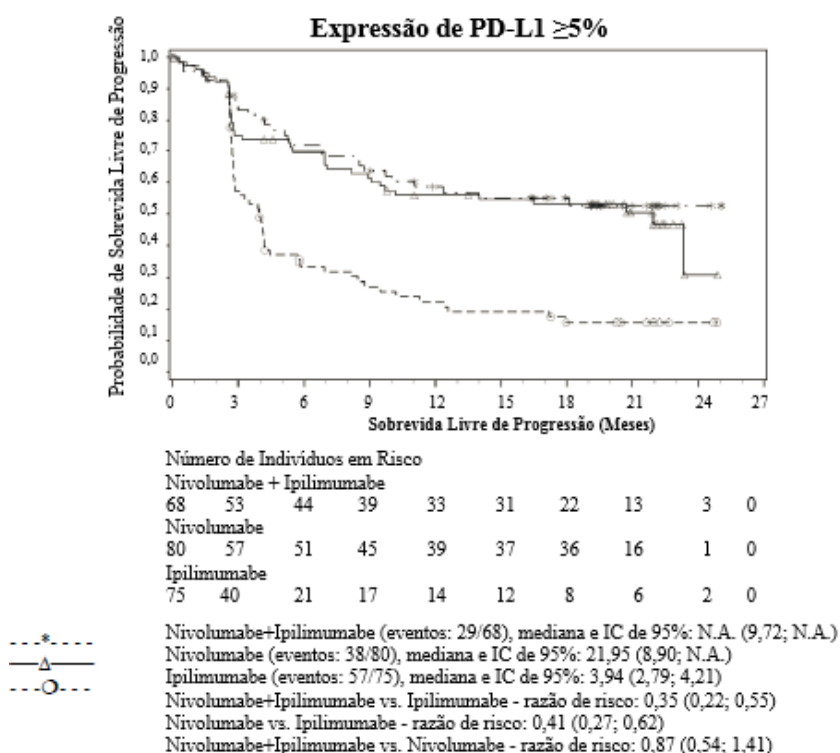 Expressão de PD-L1 ≥5%
Probabilidade de Sobrevida Livre de Progressão
1,0
0,9
0,8
0,7
0,6
0,5
0,4
0,3
0,2
0,1
0,0
0 3 6 9 12 15 18 21 24 27
Sobrevida Livre de Progressão (Meses)
Número de Indivíduos em Risco
Nivolumabe + Ipilimumabe
68 53 44 39 33 31 22 13 3 0
Nivolumabe
80 57 51 45 39 37 36 16 1 0
Ipilimumabe
75 40 21 17 14 12 8 6 2 0
Nivolumabe+Ipilimumabe (eventos: 29/68), mediana e IC de 95%: N.A. (9,72; N.A.)
Nivolumabe (eventos: 38/80), mediana e IC de 95%: 21,95 (8,90; N.A.)
Ipilimumabe (eventos: 57/75), mediana e IC de 95%: 3,94 (2,79; 4,21)
Nivolumabe+Ipilimumabe vs. Ipilimumabe - razão de risco: 0,35 (0,22; 0,55)
Nivolumabe vs. Ipilimumabe - razão de risco: 0,41 (0,27; 0,62)
Nivolumabe+Ipilimumabe vs. Nivolumabe - razão de risco: 0,87 (0,54; 1,41)